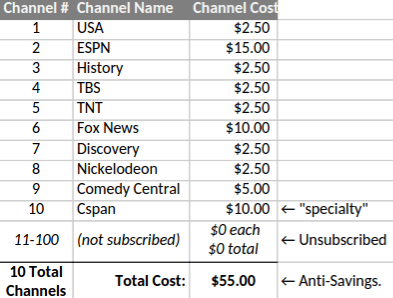 Channel # Channel Name Channel Cost
1 USA $2.50
2 ESPN $15.00
3 History $2.50
4 TBS $2.50
5 TNT $2.50
6 Fox News $10.00
7 Discovery $2.50
8 Nickelodeon $2.50
9 Comedy Central $5.00
10 Cspan $10.00 ← "specialty"
11-100 (not subscribed) $0 each
$0 total ← Unsubscribed
10 Total
Channels Total Cost: $55.00 ← Anti-Savings.